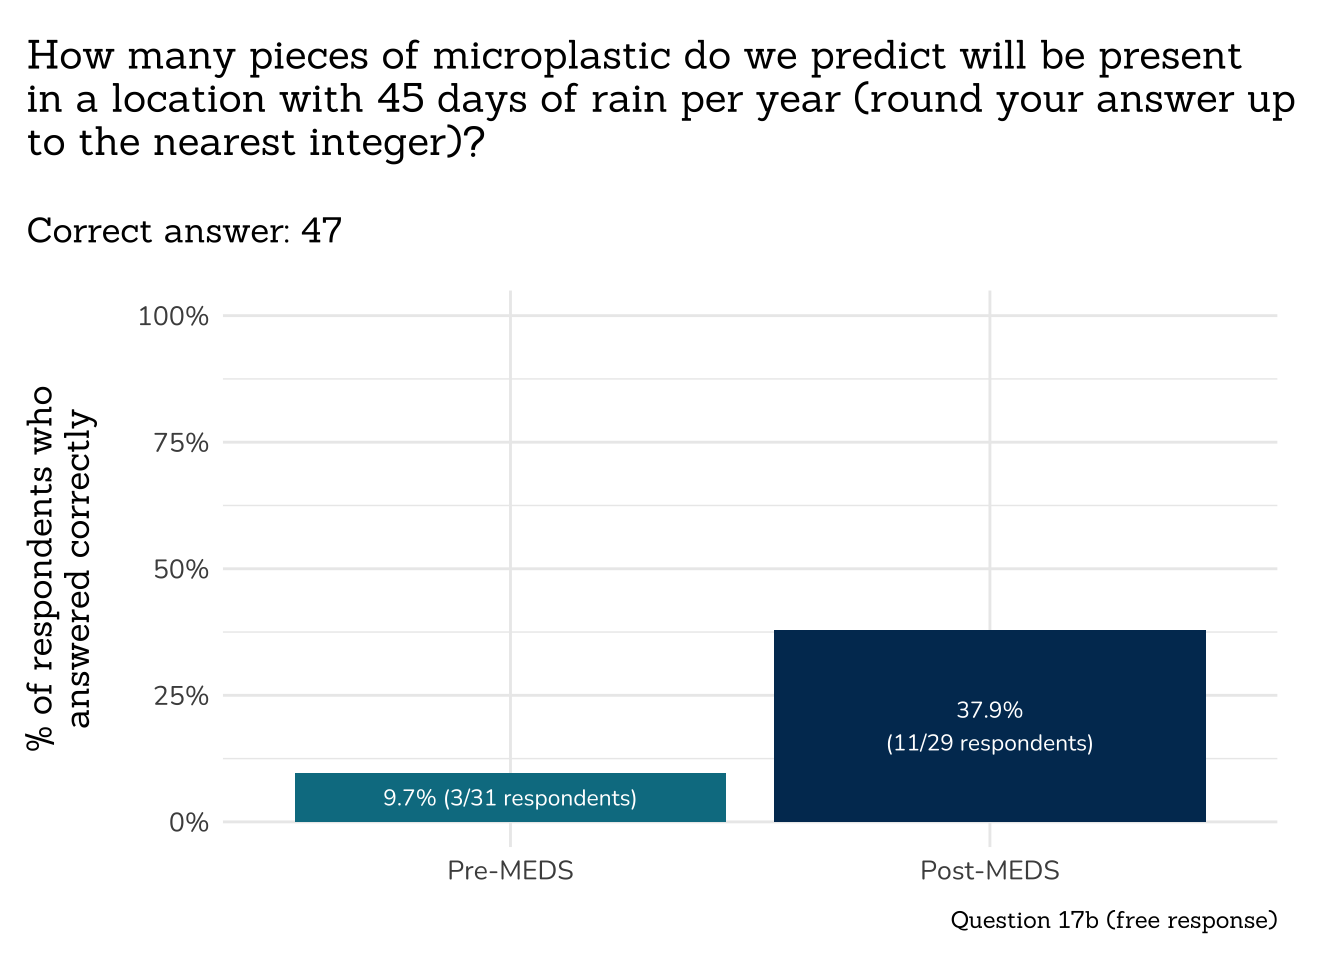 How many pieces of microplastic do we predict will be present
in a location with 45 days of rain per year (round your answer up
to the nearest integer)?
Correct answer: 47
% of respondents who
answered correctly
100%
75%
50%
25%
0%
9.7% (3/31 respondents)
37.9%
(11/29 respondents)
Pre-MEDS
Post-MEDS
Question 17b (free response)